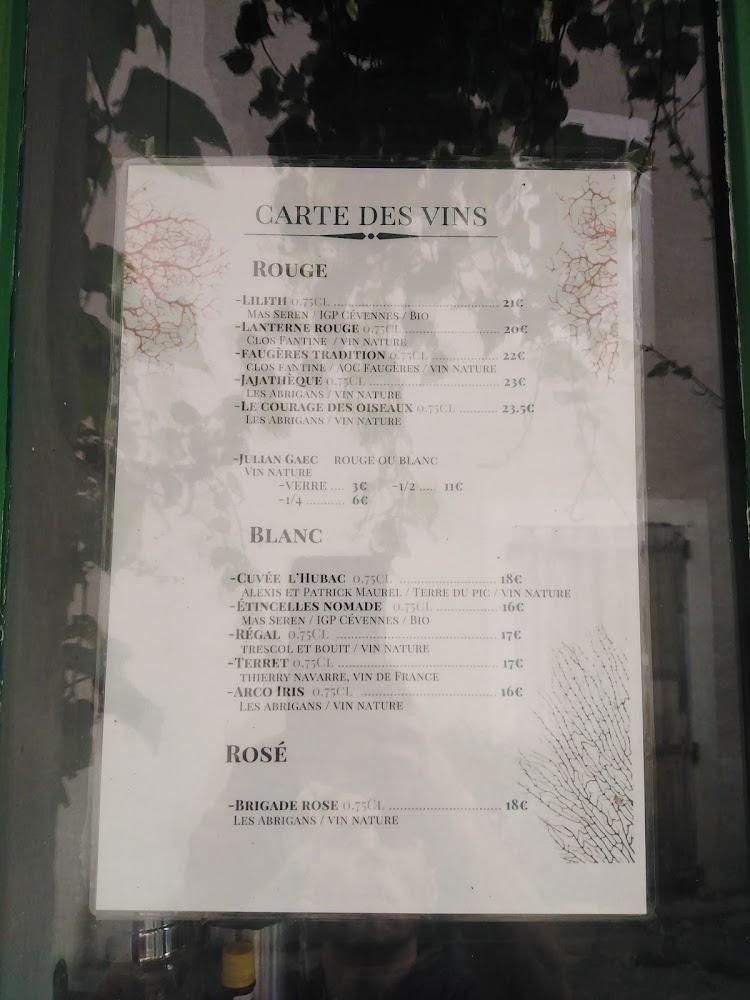 CARTE DES VINS
ROUGE
-LILITH 0.75CL ........................................ 21€
MAS SEREN / IGP CÉVENNES / BIO
-LANTERNE ROUGE 0.75CL ....................... 20€
CLOS FANTINE / VIN NATURE
-FAUGÈRES TRADITION 0.75CL ................ 22€
CLOS FANTINE / AOC FAUGÈRES / VIN NATURE
-JAJATHÈQUE 0.75CL ............................... 23€
LES ABRIGANS / VIN NATURE
-LE COURAGE DES OISEAUX 0.75CL .......... 23.5€
LES ABRIGANS / VIN NATURE
-JULIAN GAEC ROUGE OU BLANC
VIN NATURE
-VERRE .... 3€ -1/2 ..... 11€
-1/4 ........... 6€
BLANC
-CUVÉE L'HUBAC 0.75CL ....................... 18€
ALEXIS ET PATRICK MAUREL / TERRE DU PIC / VIN NATURE
-ÉTINCELLES NOMADE 0.75CL ............... 16€
MAS SEREN / IGP CÉVENNES / BIO
-RÉGAL 0.75CL ..................................... 17€
TRESCOL ET BOUIT / VIN NATURE
-TERRET 0.75CL ..................................... 17€
THIERRY NAVARRE, VIN DE FRANCE
-ARCO IRIS 0.75CL ................................ 16€
LES ABRIGANS / VIN NATURE
ROSÉ
-BRIGADE ROSE 0.75CL .......................... 18€
LES ABRIGANS / VIN NATURE